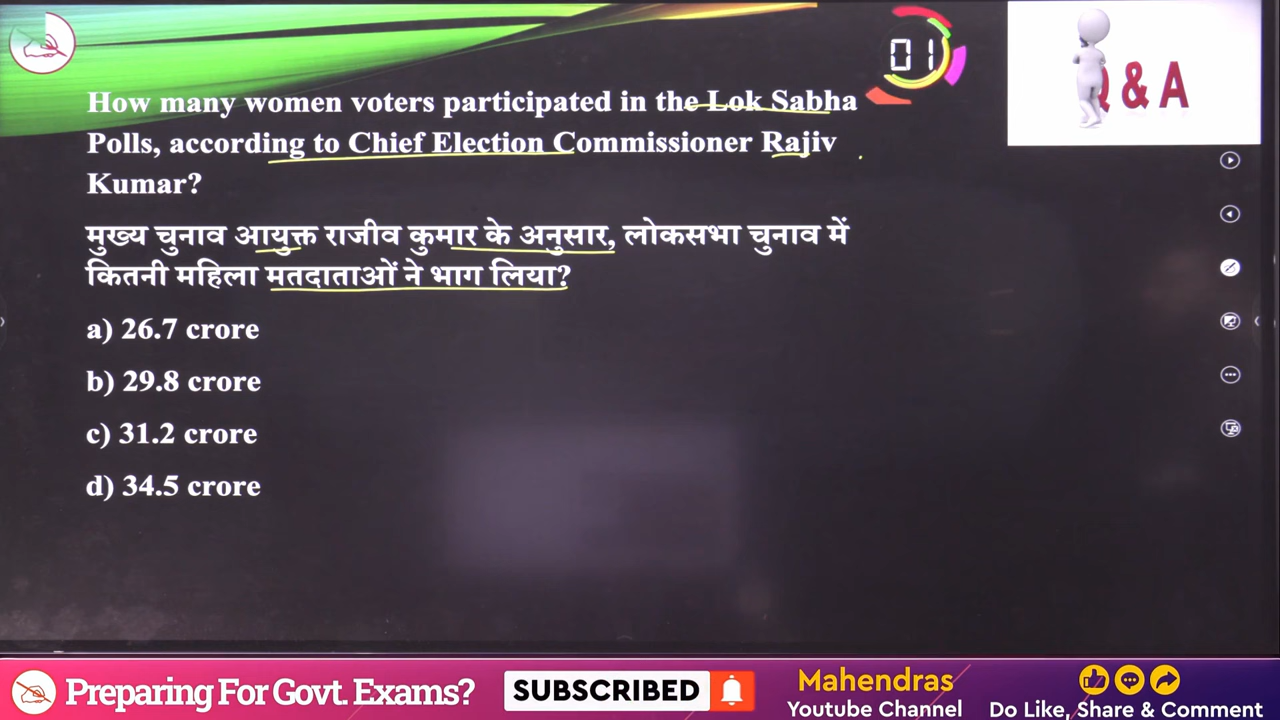 01
Q & A
How many women voters participated in the Lok Sabha
Polls, according to Chief Election Commissioner Rajiv
Kumar?
मुख्य चुनाव आयुक्त राजीव कुमार के अनुसार, लोकसभा चुनाव में
कितनी महिला मतदाताओं ने भाग लिया?
a) 26.7 crore
b) 29.8 crore
c) 31.2 crore
d) 34.5 crore
Preparing For Govt. Exams?
SUBSCRIBED
Mahendras
Youtube Channel
Do Like, Share & Comment